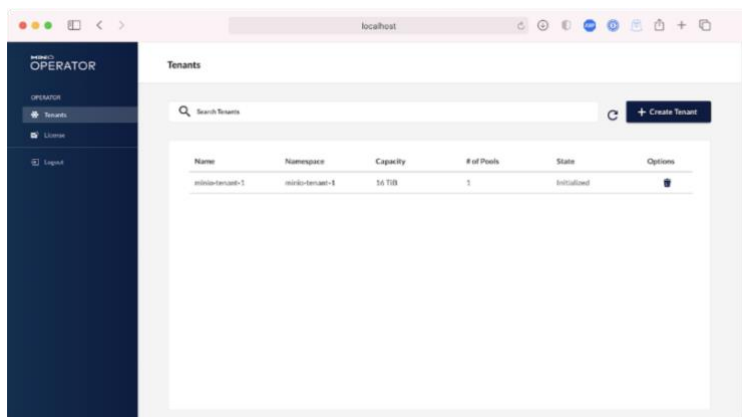 localhost
MINIO
OPERATOR
Tenants
OPERATOR
Tenants
License
Logout
Search Tenants
+ Create Tenant
Name Namespace Capacity # of Pools State Options
minio-tenant-1 minio-tenant-1 16 TiB 1 Initialized